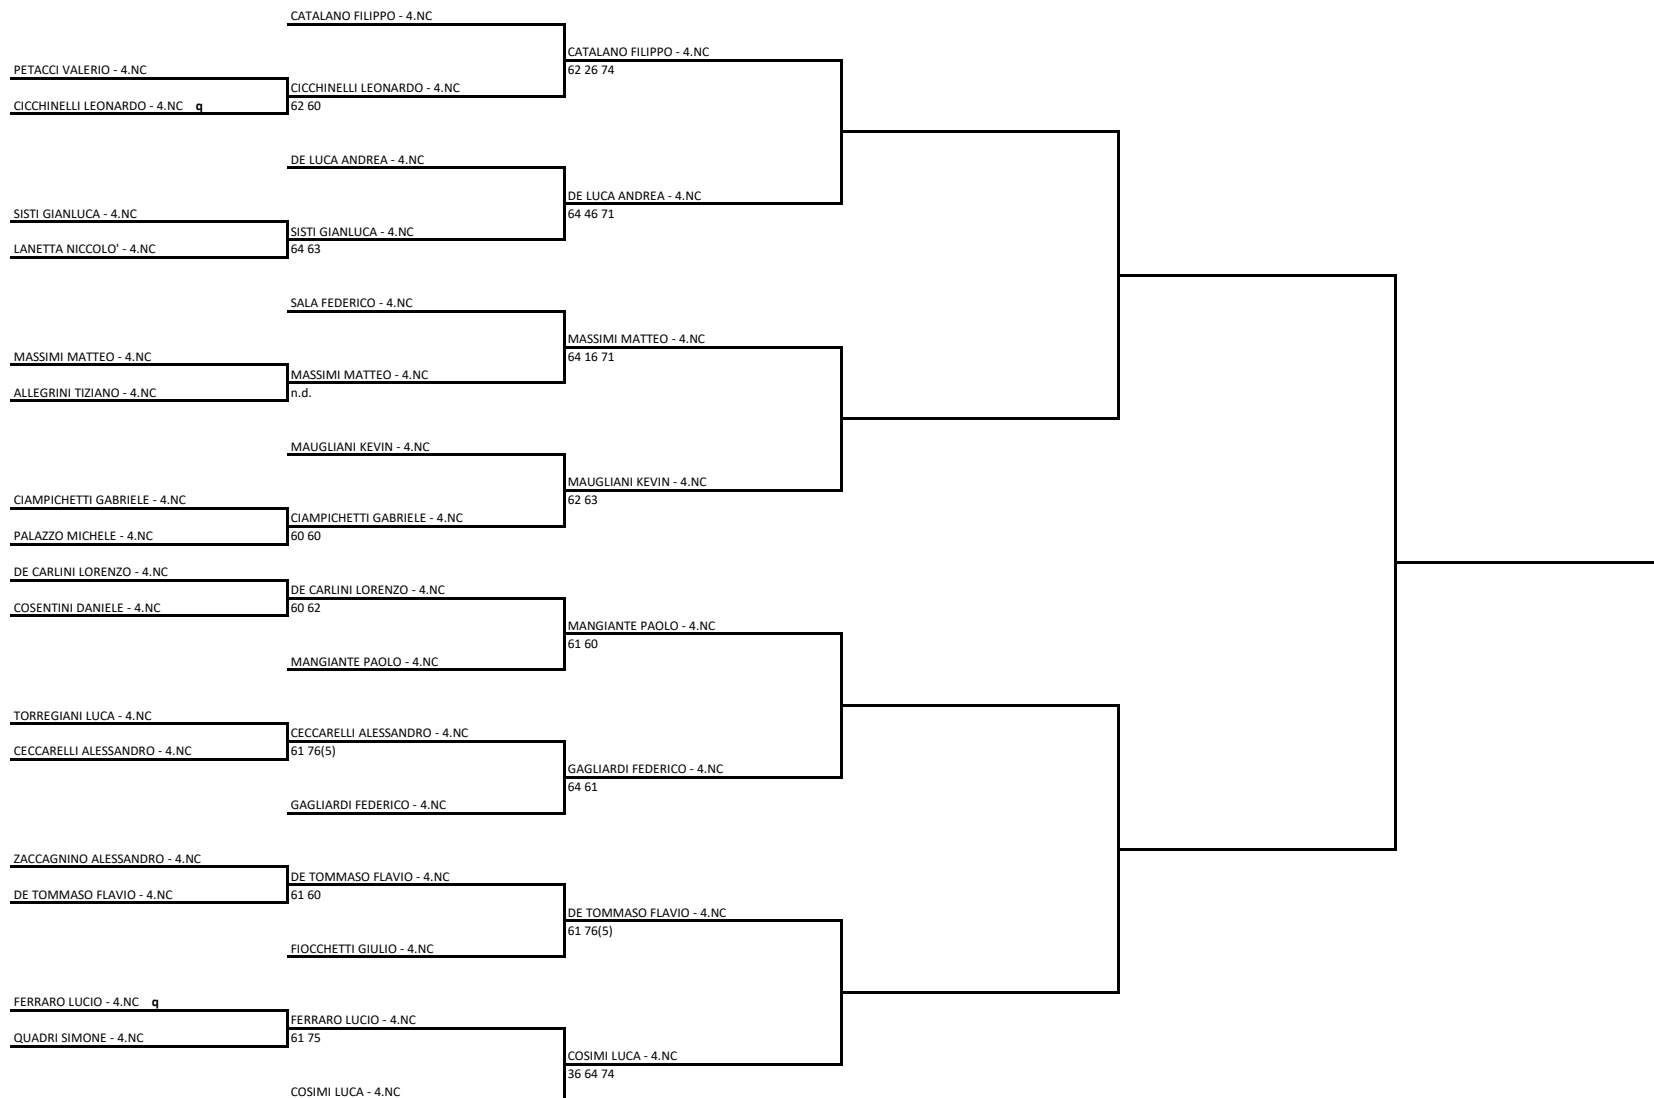 CATALANO FILIPPO - 4.NC
CATALANO FILIPPO - 4.NC
PETACCI VALERIO - 4.NC
62 26 74
CICCHINELLI LEONARDO - 4.NC
CICCHINELLI LEONARDO - 4.NC q
62 60
DE LUCA ANDREA - 4.NC
DE LUCA ANDREA - 4.NC
SISTI GIANLUCA - 4.NC
64 46 71
SISTI GIANLUCA - 4.NC
LANETTA NICCOLO' - 4.NC
64 63
SALA FEDERICO - 4.NC
MASSIMI MATTEO - 4.NC
MASSIMI MATTEO - 4.NC
64 16 71
MASSIMI MATTEO - 4.NC
ALLEGRINI TIZIANO - 4.NC
n.d.
MAUGLIANI KEVIN - 4.NC
MAUGLIANI KEVIN - 4.NC
CIAMPICHETTI GABRIELE - 4.NC
62 63
CIAMPICHETTI GABRIELE - 4.NC
PALAZZO MICHELE - 4.NC
60 60
DE CARLINI LORENZO - 4.NC
DE CARLINI LORENZO - 4.NC
COSENTINI DANIELE - 4.NC
60 62
MANGIANTE PAOLO - 4.NC
61 60
MANGIANTE PAOLO - 4.NC
TORREGIANI LUCA - 4.NC
CECCARELLI ALESSANDRO - 4.NC
CECCARELLI ALESSANDRO - 4.NC
61 76(5)
GAGLIARDI FEDERICO - 4.NC
64 61
GAGLIARDI FEDERICO - 4.NC
ZACCAGNINO ALESSANDRO - 4.NC
DE TOMMASO FLAVIO - 4.NC
DE TOMMASO FLAVIO - 4.NC
61 60
DE TOMMASO FLAVIO - 4.NC
61 76(5)
FIOCCHETTI GIULIO - 4.NC
FERRARO LUCIO - 4.NC q
FERRARO LUCIO - 4.NC
QUADRI SIMONE - 4.NC
61 75
COSIMI LUCA - 4.NC
36 64 74
COSIMI LUCA - 4.NC